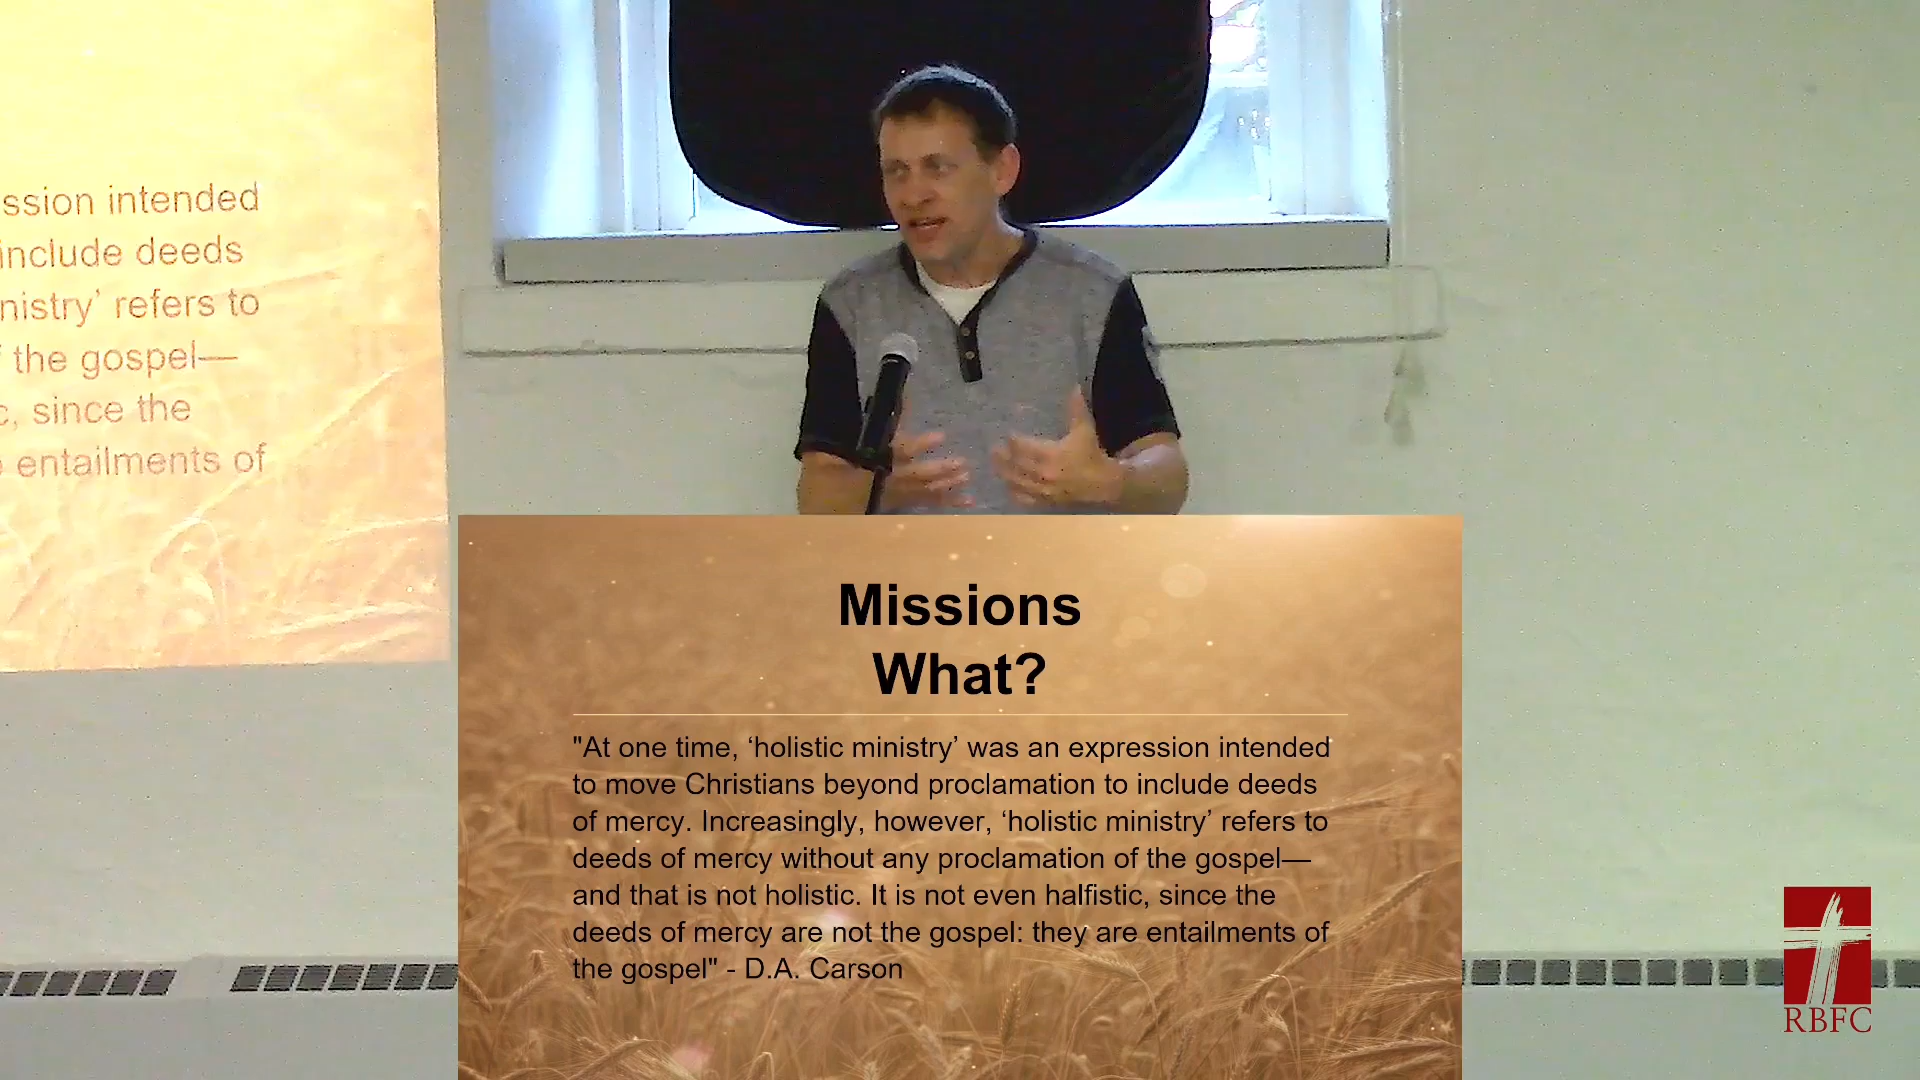 ssion intended
include deeds
nistry’ refers to
the gospel—
c, since the
entailments of
Missions
What?
"At one time, ‘holistic ministry’ was an expression intended
to move Christians beyond proclamation to include deeds
of mercy. Increasingly, however, ‘holistic ministry’ refers to
deeds of mercy without any proclamation of the gospel—
and that is not holistic. It is not even halfistic, since the
deeds of mercy are not the gospel: they are entailments of
the gospel" - D.A. Carson
RBFC